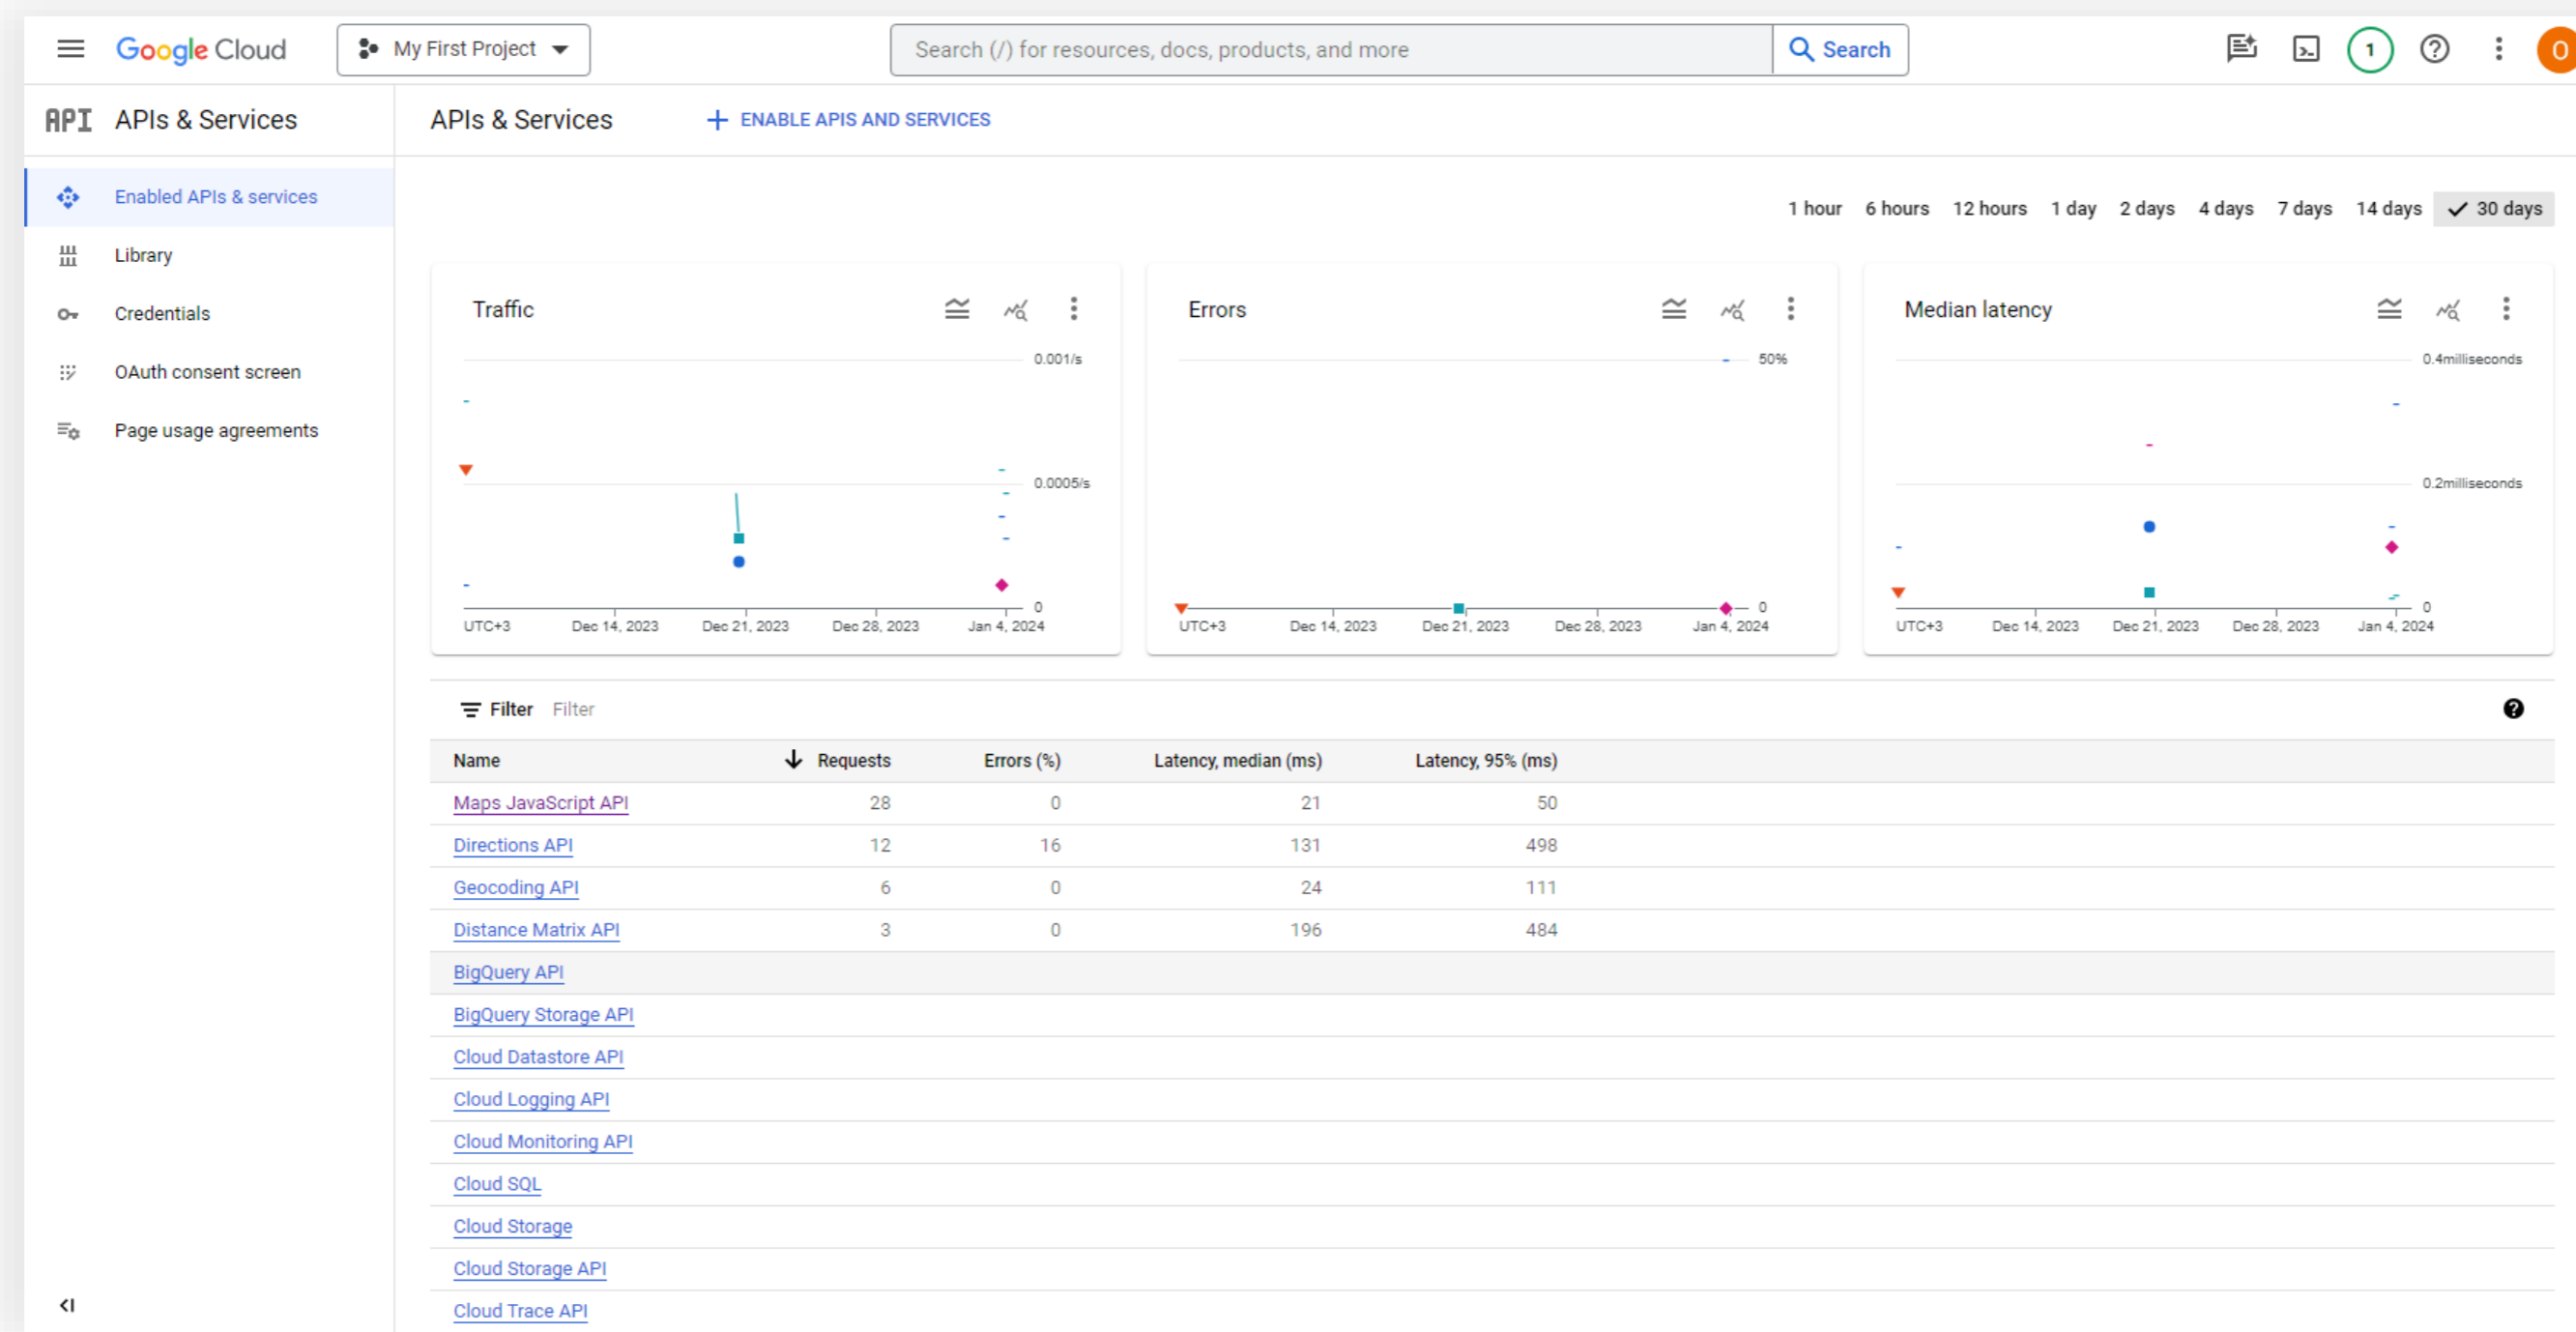 Google Cloud My First Project Search (/) for resources, docs, products, and more Search 1 O
API APIs & Services
APIs & Services + ENABLE APIS AND SERVICES
Enabled APIs & services
Library
Credentials
OAuth consent screen
Page usage agreements
1 hour 6 hours 12 hours 1 day 2 days 4 days 7 days 14 days 30 days
Traffic
0.001/s
0.0005/s
0
UTC+3 Dec 14, 2023 Dec 21, 2023 Dec 28, 2023 Jan 4, 2024
Errors
50%
0
UTC+3 Dec 14, 2023 Dec 21, 2023 Dec 28, 2023 Jan 4, 2024
Median latency
0.4milliseconds
0.2milliseconds
0
UTC+3 Dec 14, 2023 Dec 21, 2023 Dec 28, 2023 Jan 4, 2024
Filter Filter
Name Requests Errors (%) Latency, median (ms) Latency, 95% (ms)
Maps JavaScript API 28 0 21 50
Directions API 12 16 131 498
Geocoding API 6 0 24 111
Distance Matrix API 3 0 196 484
BigQuery API
BigQuery Storage API
Cloud Datastore API
Cloud Logging API
Cloud Monitoring API
Cloud SQL
Cloud Storage
Cloud Storage API
Cloud Trace API